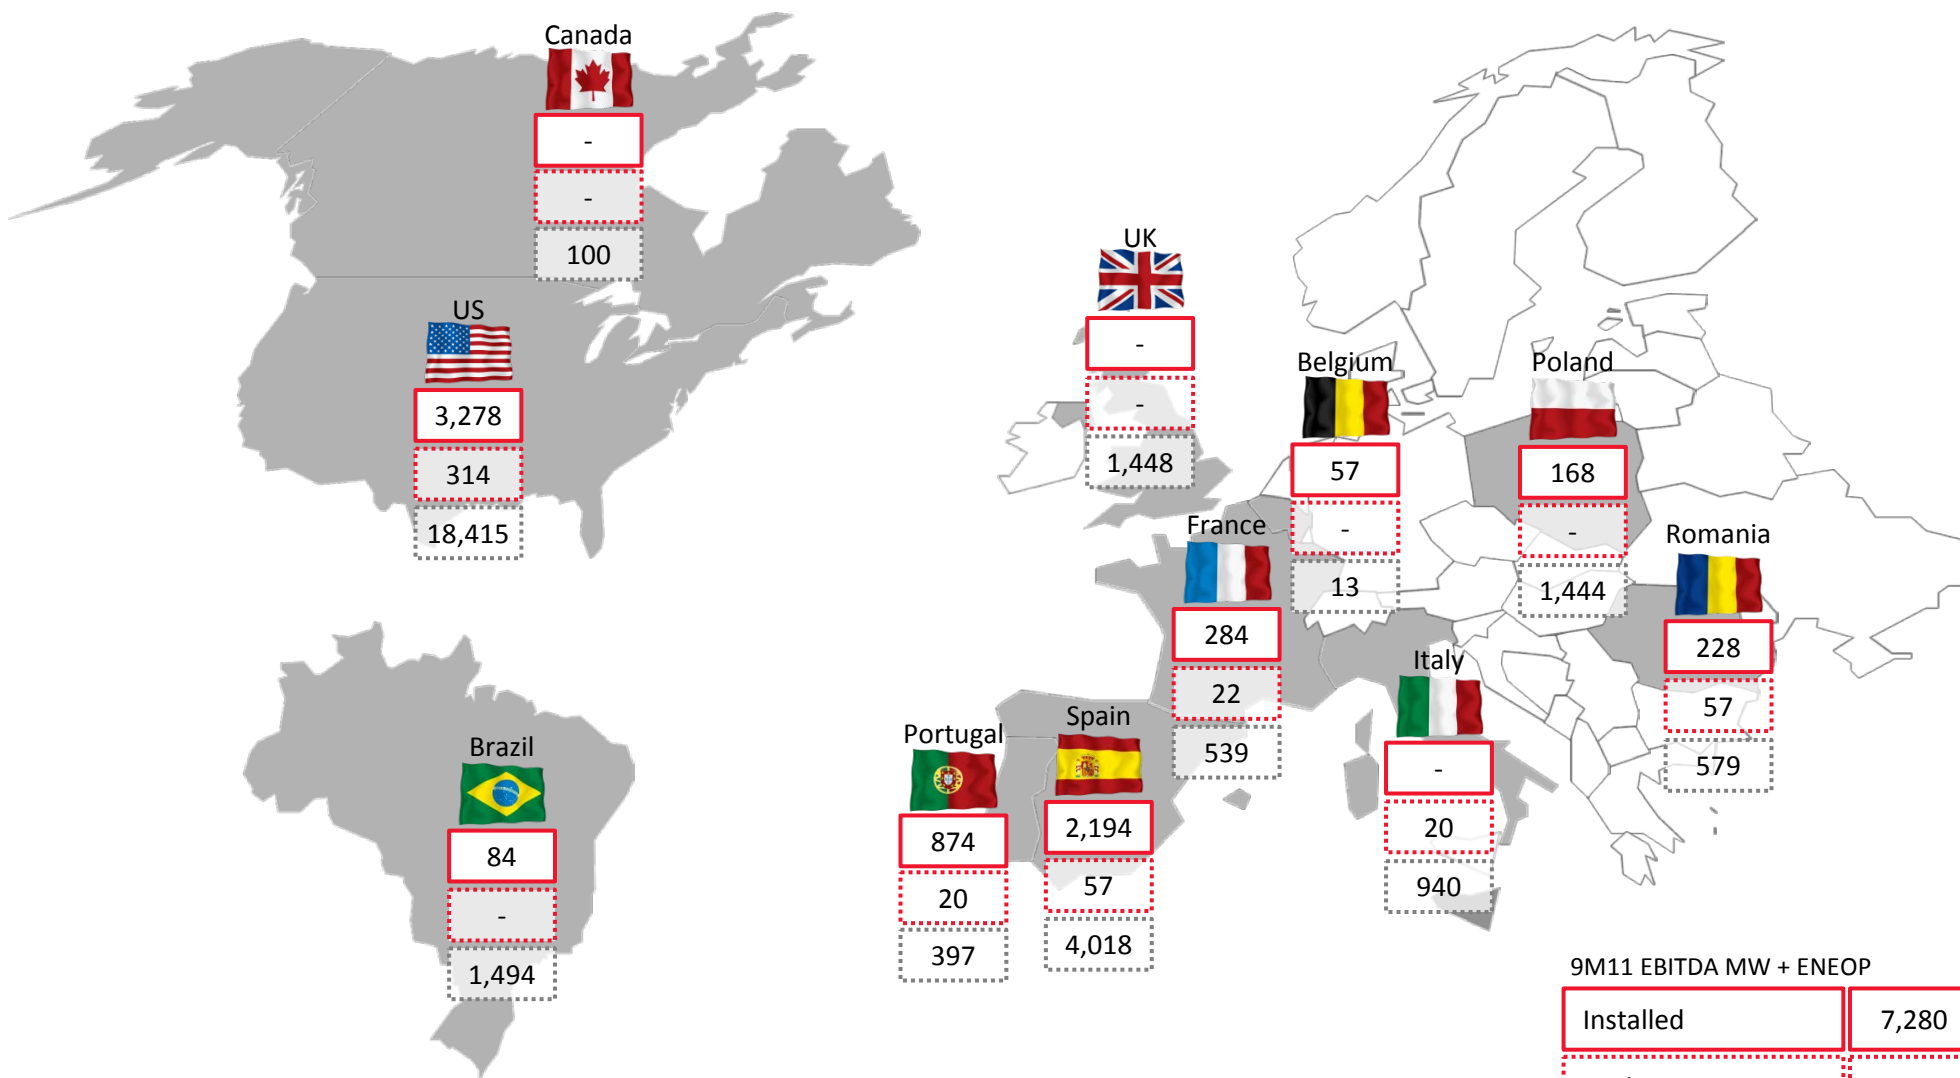 Canada
-
-
100
US
3,278
314
18,415
Brazil
84
-
1,494
UK
-
-
1,448
Belgium
57
-
13
Poland
168
-
1,444
France
284
22
539
Romania
228
57
579
Italy
-
20
940
Portugal
874
20
397
Spain
2,194
57
4,018
9M11 EBITDA MW + ENEOP
Installed 7,280